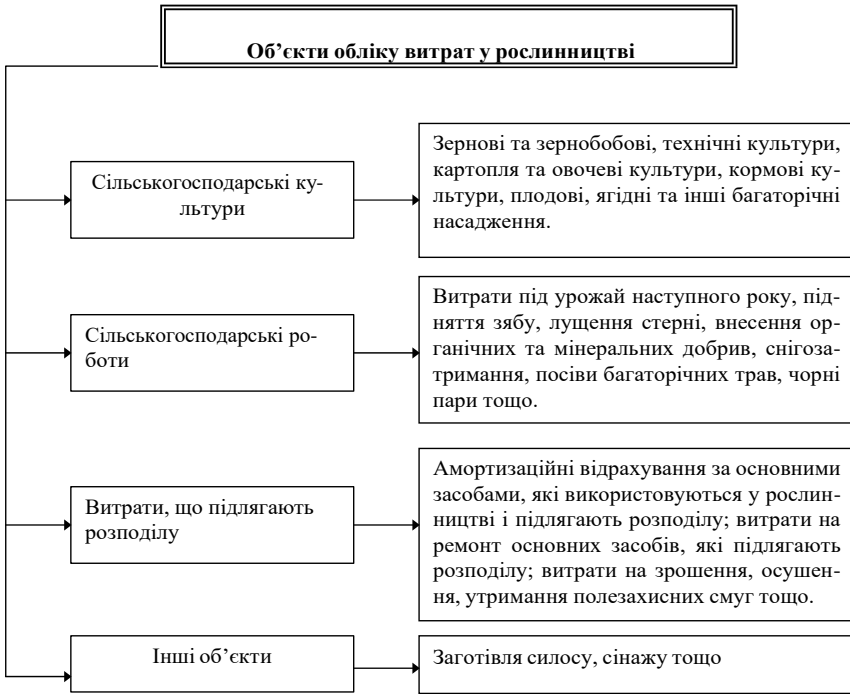 Об’єкти обліку витрат у рослинництві
Сільськогосподарські ку-
льтури
Зернові та зернобобові, технічні культури,
картопля та овочеві культури, кормові ку-
льтури, плодові, ягідні та інші багаторічні
насадження.
Сільськогосподарські ро-
боти
Витрати під урожай наступного року, під-
няття зябу, лущення стерні, внесення ор-
ганічних та мінеральних добрив, снігоза-
тримання, посіви багаторічних трав, чорні
пари тощо.
Витрати, що підлягають
розподілу
Амортизаційні відрахування за основними
засобами, які використовуються у рослин-
ництві і підлягають розподілу; витрати на
ремонт основних засобів, які підлягають
розподілу; витрати на зрошення, осушен-
ня, утримання полезахисних смуг тощо.
Інші об’єкти
Заготівля силосу, сінажу тощо